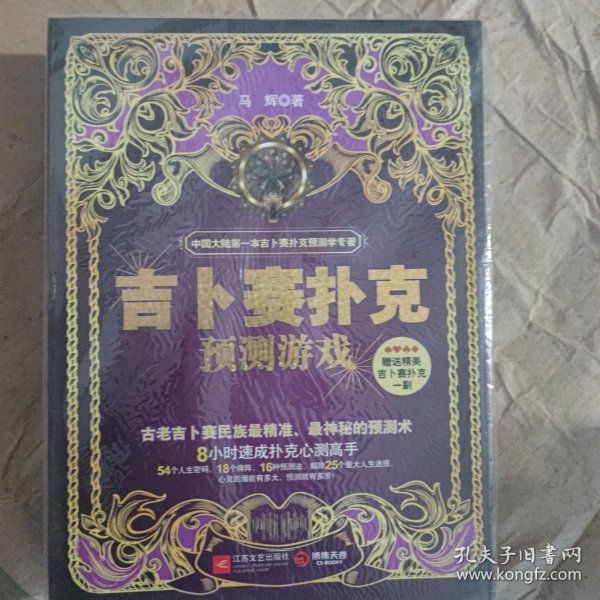 马 辉◎著
中国大陆第一本吉卜赛扑克预测学专著
吉卜赛扑克
预测游戏
赠送精美
吉卜赛扑克
一副
古老吉卜赛民族最精准、最神秘的预测术
8小时速成扑克心测高手
54个人生密码,18个牌阵,16种预测法,解除25个重大人生迷惑,
心灵的潜能有多大,预测就有多准!
江苏文艺出版社
博集天卷
CS-BOOKY
孔夫子旧书网
www.kongfz.com